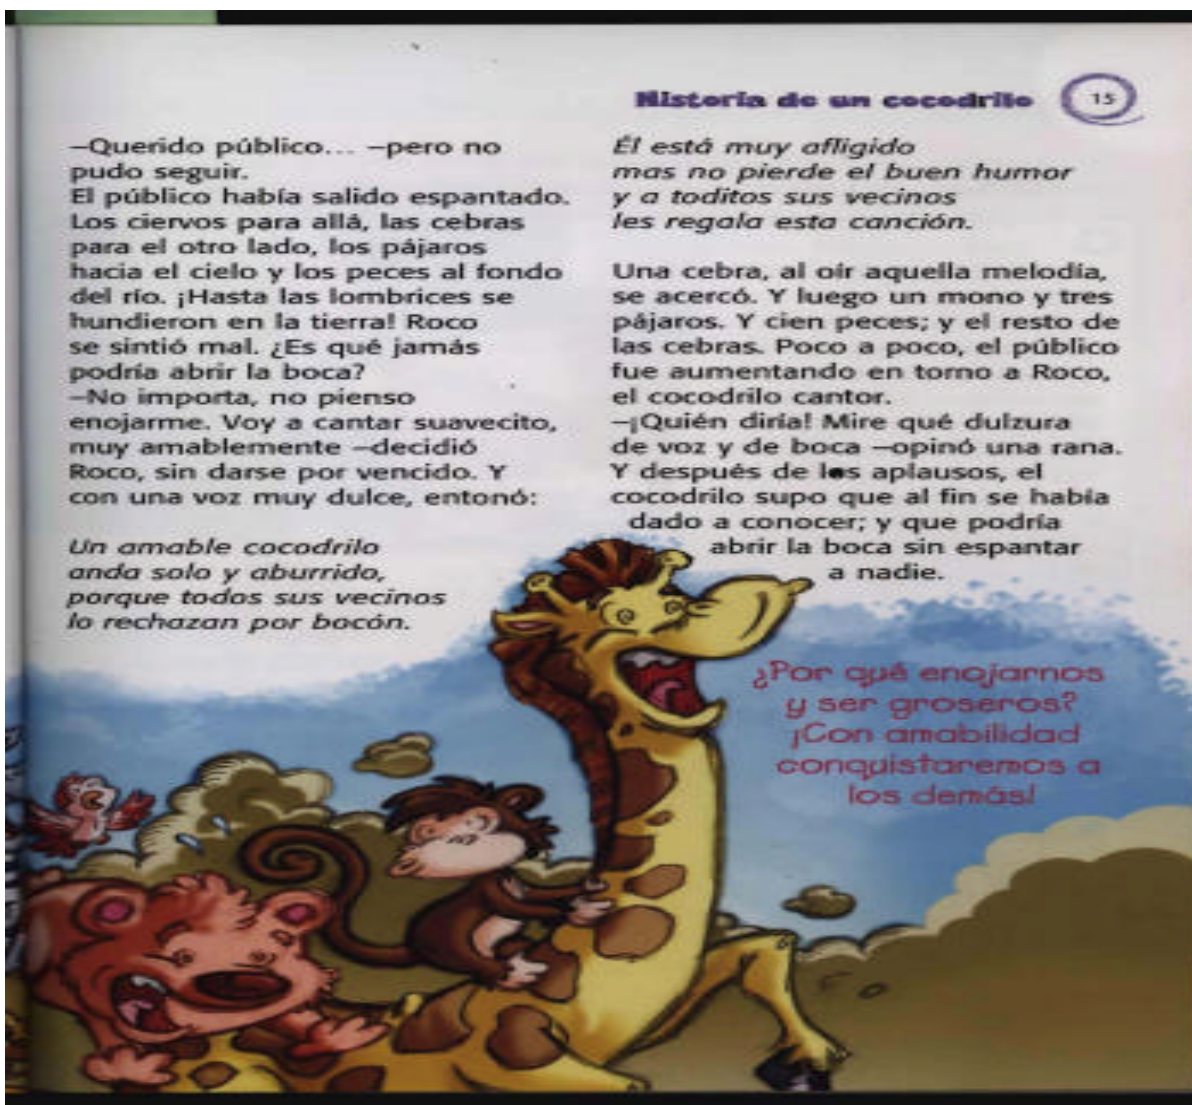 Historia de un cocodrilo
15
–Querido público... –pero no
pudo seguir.
El público había salido espantado.
Los ciervos para allá, las cebras
para el otro lado, los pájaros
hacia el cielo y los peces al fondo
del río. ¡Hasta las lombrices se
hundieron en la tierra! Roco
se sintió mal. ¿Es qué jamás
podría abrir la boca?
–No importa, no pienso
enojarme. Voy a cantar suavecito,
muy amablemente –decidió
Roco, sin darse por vencido. Y
con una voz muy dulce, entonó:
Un amable cocodrilo
anda solo y aburrido,
porque todos sus vecinos
lo rechazan por bocón.
Él está muy afligido
mas no pierde el buen humor
y a toditos sus vecinos
les regala esta canción.
Una cebra, al oír aquella melodía,
se acercó. Y luego un mono y tres
pájaros. Y cien peces; y el resto de
las cebras. Poco a poco, el público
fue aumentando en torno a Roco,
el cocodrilo cantor.
–¡Quién diría! Mire qué dulzura
de voz y de boca –opinó una rana.
Y después de los aplausos, el
cocodrilo supo que al fin se había
dado a conocer; y que podría
abrir la boca sin espantar
a nadie.
¿Por qué enojarnos
y ser groseros?
¡Con amabilidad
conquistaremos a
los demás!